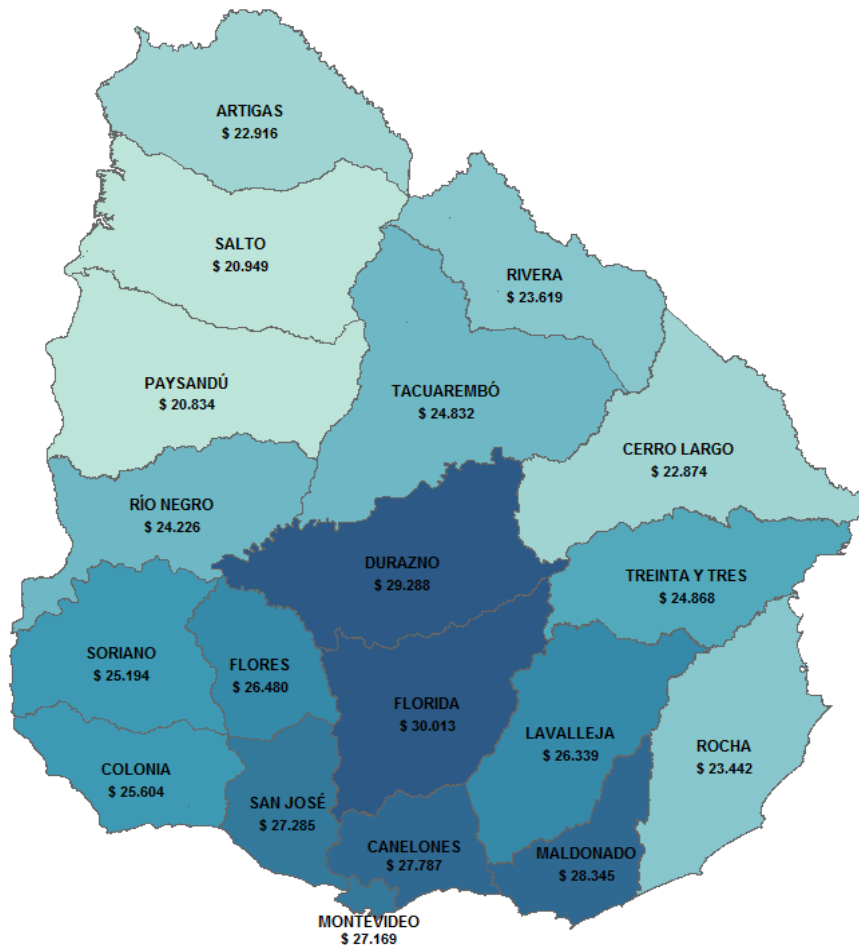 ARTIGAS
$ 22.916
SALTO
$ 20.949
RIVERA
$ 23.619
PAYSANDÚ
$ 20.834
TACUAREMBÓ
$ 24.832
CERRO LARGO
$ 22.874
RÍO NEGRO
$ 24.226
DURAZNO
$ 29.288
TREINTA Y TRES
$ 24.868
SORIANO
$ 25.194
FLORES
$ 26.480
FLORIDA
$ 30.013
LAVALLEJA
$ 26.339
ROCHA
$ 23.442
COLONIA
$ 25.604
SAN JOSÉ
$ 27.285
CANELONES
$ 27.787
MALDONADO
$ 28.345
MONTEVIDEO
$ 27.169